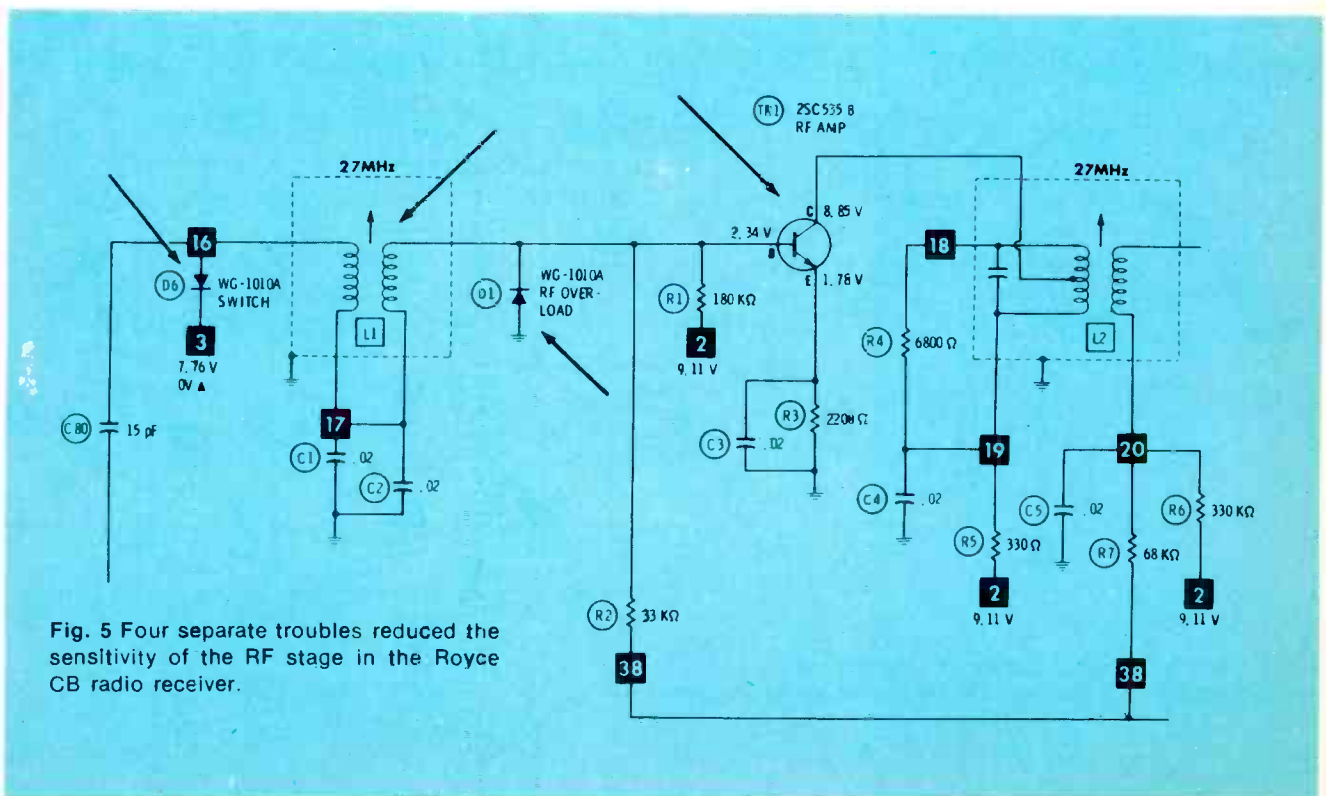 TR1 2SC535 B
RF AMP
27MHz
27MHz
C 8.85 V
2.34 V
B
E 1.78 V
16
18
D6 WG-1010A
SWITCH
D1 WG-1010A
RF OVER-
LOAD
R1 180 KΩ
3
7.76 V
0V ▲
L1
2
9.11 V
R4 6800 Ω
L2
C80 15 pF
17
C1 .02
C2 .02
C3 .02
R3 2200 Ω
19
20
C4 .02
C5 .02
R6 330 KΩ
R5 330 Ω
R7 68 KΩ
2
9.11 V
2
9.11 V
R2 33 KΩ
38
38
Fig. 5 Four separate troubles reduced the
sensitivity of the RF stage in the Royce
CB radio receiver.